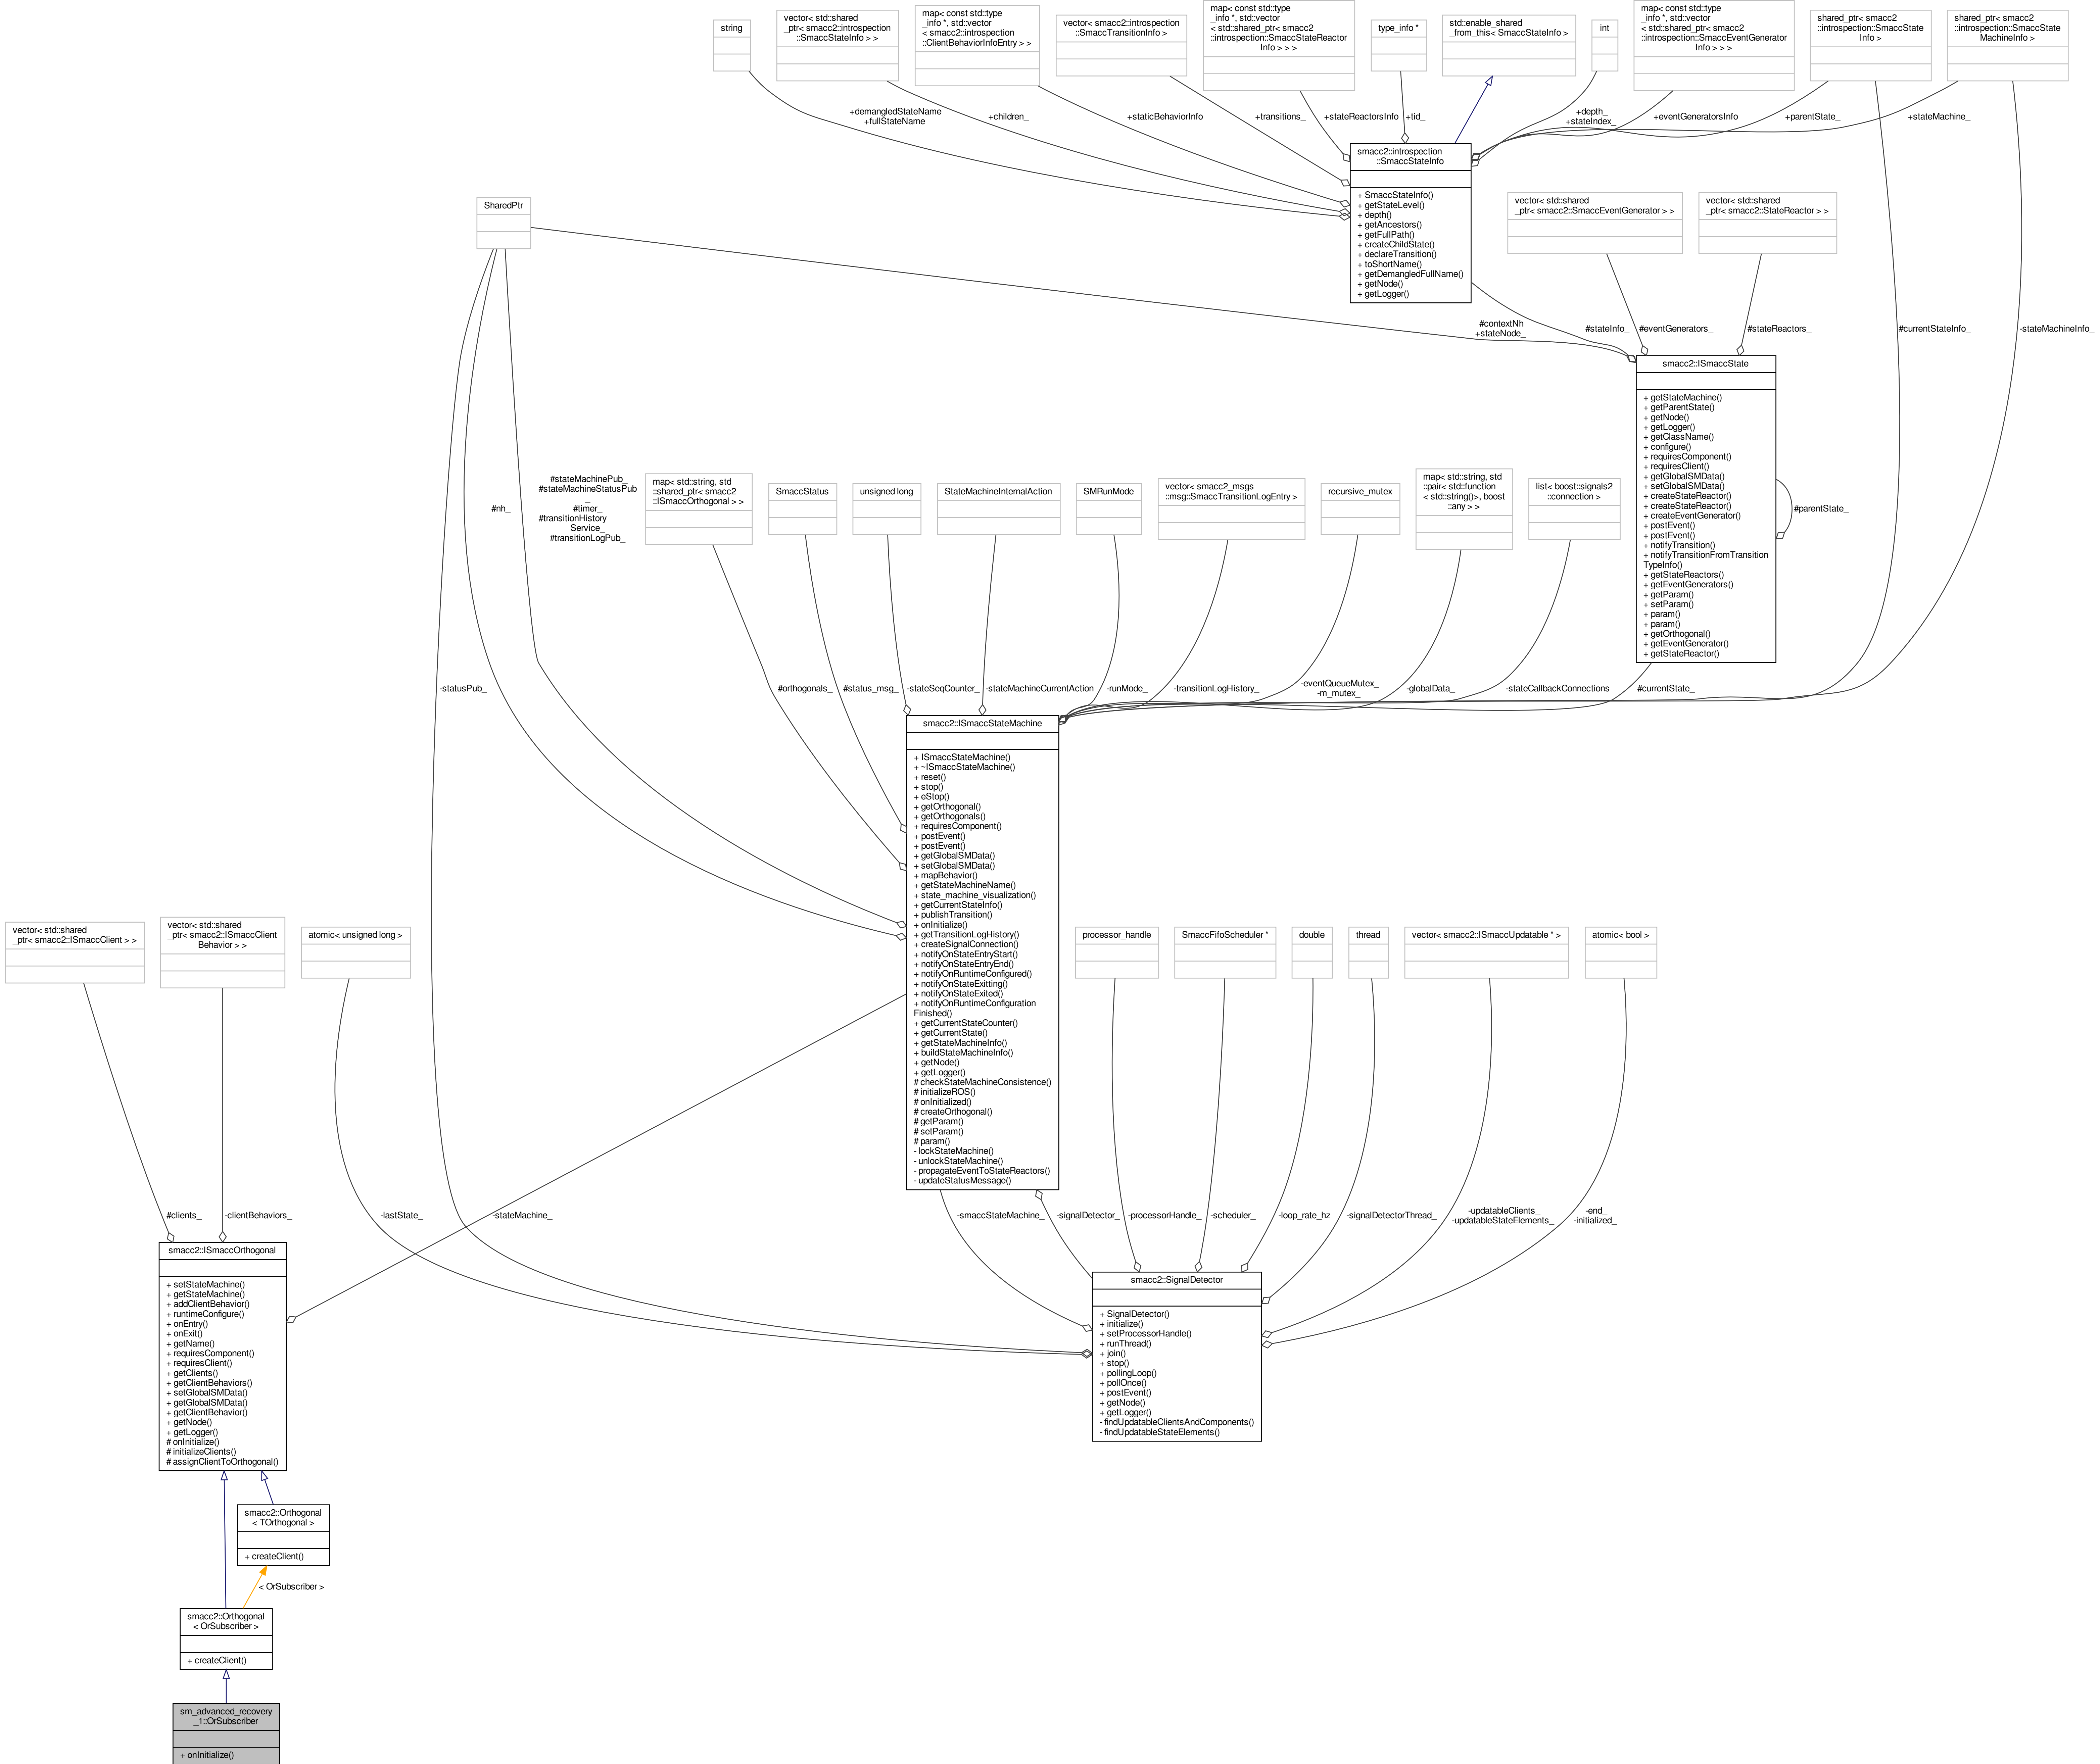 string
vector< std::shared
_ptr< smacc2::introspection
::SmaccStateInfo > >
map< const std::type
_info *, std::vector
< smacc2::introspection
::ClientBehaviorInfoEntry > >
vector< smacc2::introspection
::SmaccTransitionInfo >
map< const std::type
_info *, std::vector
< std::shared_ptr< smacc2
::introspection::SmaccStateReactor
Info > > >
type_info *
std::enable_shared
_from_this< SmaccStateInfo >
int
map< const std::type
_info *, std::vector
< std::shared_ptr< smacc2
::introspection::SmaccEventGenerator
Info > > >
shared_ptr< smacc2
::introspection::SmaccState
Info >
shared_ptr< smacc2
::introspection::SmaccState
MachineInfo >
+demangledStateName
+fullStateName
+children_
+staticBehaviorInfo
+transitions_
+stateReactorsInfo
+tid_
+depth_
+stateIndex_
+eventGeneratorsInfo
+parentState_
+stateMachine_
smacc2::introspection
::SmaccStateInfo
+ SmaccStateInfo()
+ getStateLevel()
+ depth()
+ getAncestors()
+ getFullPath()
+ createChildState()
+ declareTransition()
+ toShortName()
+ getDemangledFullName()
+ getNode()
+ getLogger()
SharedPtr
vector< std::shared
_ptr< smacc2::SmaccEventGenerator > >
vector< std::shared
_ptr< smacc2::StateReactor > >
#contextNh
+stateNode_
#stateInfo_
#eventGenerators_
#stateReactors_
#currentStateInfo_
-stateMachineInfo_
smacc2::ISmaccState
+ getStateMachine()
+ getParentState()
+ getNode()
+ getLogger()
+ getClassName()
+ configure()
+ requiresComponent()
+ requiresClient()
+ getGlobalSMData()
+ setGlobalSMData()
+ createStateReactor()
+ createStateReactor()
+ createEventGenerator()
+ postEvent()
+ postEvent()
+ notifyTransition()
+ notifyTransitionFromTransition
TypeInfo()
+ getStateReactors()
+ getEventGenerators()
+ getParam()
+ setParam()
+ param()
+ param()
+ getOrthogonal()
+ getEventGenerator()
+ getStateReactor()
#parentState_
#nh_
#stateMachinePub_
#stateMachineStatusPub
_
#timer_
#transitionHistory
Service_
#transitionLogPub_
map< std::string, std
::shared_ptr< smacc2
::ISmaccOrthogonal > >
SmaccStatus
unsigned long
StateMachineInternalAction
SMRunMode
vector< smacc2_msgs
::msg::SmaccTransitionLogEntry >
recursive_mutex
map< std::string, std
::pair< std::function
< std::string()>, boost
::any > >
list< boost::signals2
::connection >
-statusPub_
#orthogonals_
#status_msg_
-stateSeqCounter_
-stateMachineCurrentAction
-runMode_
-transitionLogHistory_
-eventQueueMutex_
-m_mutex_
-globalData_
-stateCallbackConnections
#currentState_
smacc2::ISmaccStateMachine
+ ISmaccStateMachine()
+ ~ISmaccStateMachine()
+ reset()
+ stop()
+ eStop()
+ getOrthogonal()
+ getOrthogonals()
+ requiresComponent()
+ postEvent()
+ postEvent()
+ getGlobalSMData()
+ setGlobalSMData()
+ mapBehavior()
+ getStateMachineName()
+ state_machine_visualization()
+ getCurrentStateInfo()
+ publishTransition()
+ onInitialize()
+ getTransitionLogHistory()
+ createSignalConnection()
+ notifyOnStateEntryStart()
+ notifyOnStateEntryEnd()
+ notifyOnRuntimeConfigured()
+ notifyOnStateExitting()
+ notifyOnStateExited()
+ notifyOnRuntimeConfiguration
Finished()
+ getCurrentStateCounter()
+ getCurrentState()
+ getStateMachineInfo()
+ buildStateMachineInfo()
+ getNode()
+ getLogger()
# checkStateMachineConsistence()
# initializeROS()
# onInitialized()
# createOrthogonal()
# getParam()
# setParam()
# param()
- lockStateMachine()
- unlockStateMachine()
- propagateEventToStateReactors()
- updateStatusMessage()
vector< std::shared
_ptr< smacc2::ISmaccClient > >
vector< std::shared
_ptr< smacc2::ISmaccClient
Behavior > >
atomic< unsigned long >
processor_handle
SmaccFifoScheduler *
double
thread
vector< smacc2::ISmaccUpdatable * >
atomic< bool >
#clients_
-clientBehaviors_
-lastState_
-stateMachine_
-smaccStateMachine_
-signalDetector_
-processorHandle_
-scheduler_
-loop_rate_hz
-signalDetectorThread_
-updatableClients_
-updatableStateElements_
-end_
-initialized_
smacc2::ISmaccOrthogonal
+ setStateMachine()
+ getStateMachine()
+ addClientBehavior()
+ runtimeConfigure()
+ onEntry()
+ onExit()
+ getName()
+ requiresComponent()
+ requiresClient()
+ getClients()
+ getClientBehaviors()
+ setGlobalSMData()
+ getGlobalSMData()
+ getClientBehavior()
+ getNode()
+ getLogger()
# onInitialize()
# initializeClients()
# assignClientToOrthogonal()
smacc2::SignalDetector
+ SignalDetector()
+ initialize()
+ setProcessorHandle()
+ runThread()
+ join()
+ stop()
+ pollingLoop()
+ pollOnce()
+ postEvent()
+ getNode()
+ getLogger()
- findUpdatableClientsAndComponents()
- findUpdatableStateElements()
smacc2::Orthogonal
< TOrthogonal >
+ createClient()
< OrSubscriber >
smacc2::Orthogonal
< OrSubscriber >
+ createClient()
sm_advanced_recovery
_1::OrSubscriber
+ onInitialize()